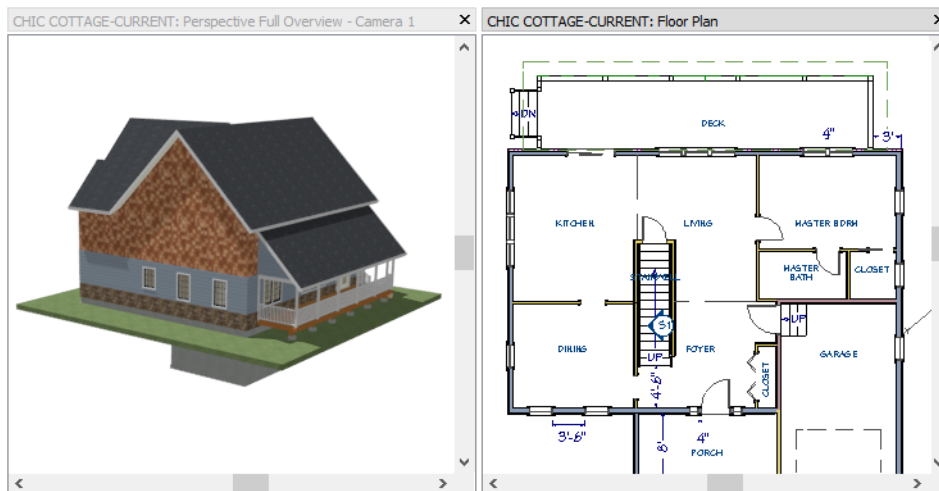 CHIC COTTAGE-CURRENT: Perspective Full Overview - Camera 1
CHIC COTTAGE-CURRENT: Floor Plan
DN
DECK
4"
3'
KITCHEN
LIVING
MASTER BDRM
MASTER
BATH
CLOSET
S1
UP
DINING
FOYER
GARAGE
UP
CLOSET
4'-6"
3'-6"
8'
4"
PORCH